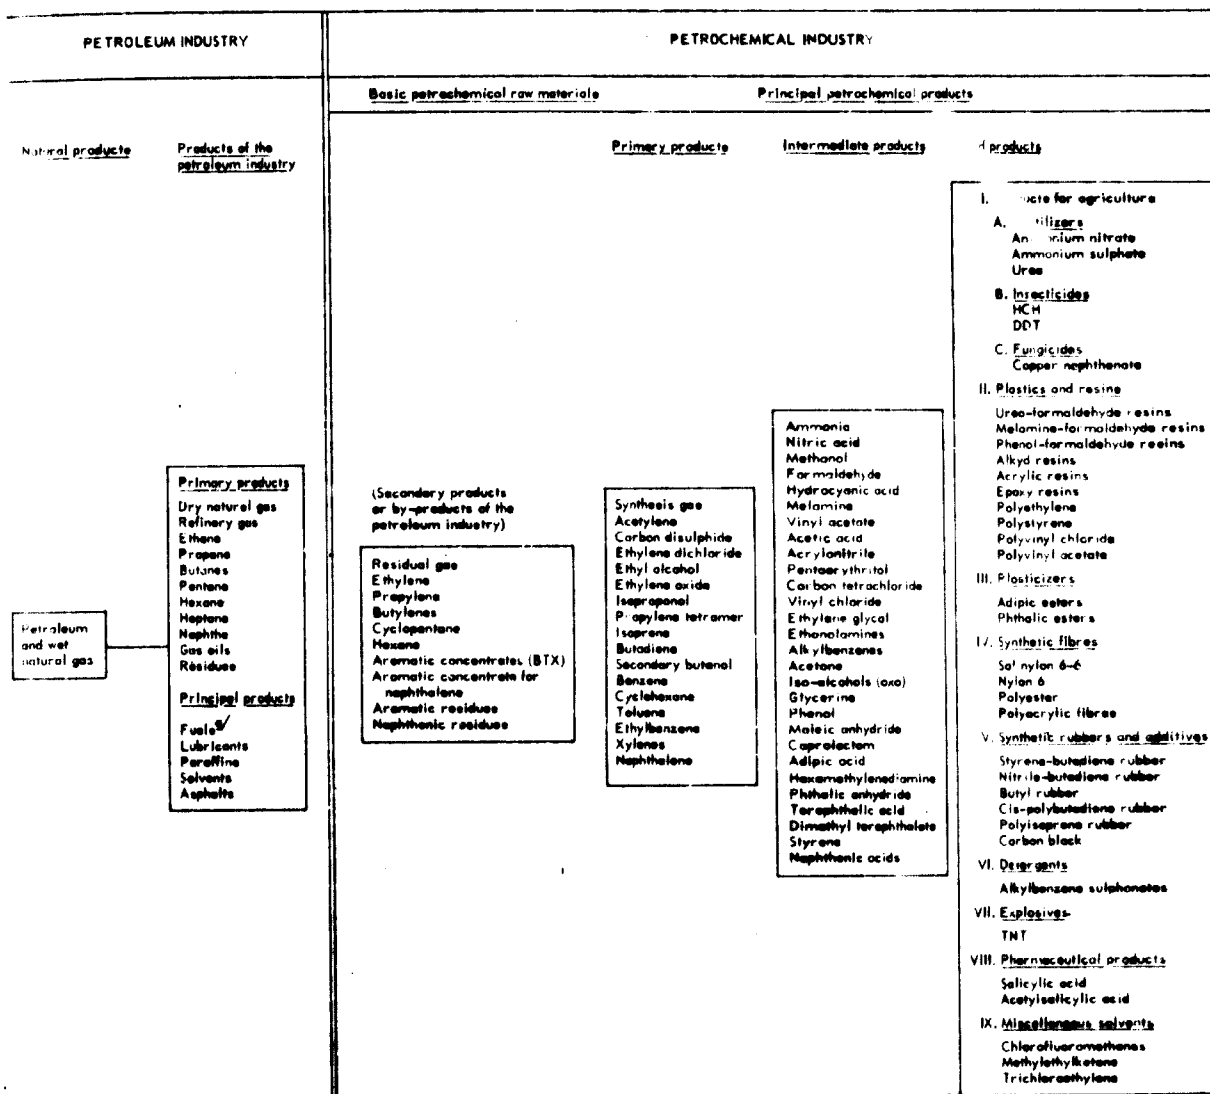 PETROLEUM INDUSTRY
PETROCHEMICAL INDUSTRY
Basic petrochemical raw materials
Principal petrochemical products
Natural products
Products of the
petroleum industry
Primary products
Intermediate products
products
I. for agriculture
A.
Ammonium nitrate
Ammonium sulphate
Urea
B. Insecticides
HCH
DDT
C. Fungicides
Copper naphthenate
II. Plastics and resins
Urea-formaldehyde resins
Melamine-formaldehyde resins
Phenol-formaldehyde resins
Alkyd resins
Acrylic resins
Epoxy resins
Polyethylene
Polystyrene
Polyvinyl chloride
Polyvinyl acetate
III. Plasticizers
Adipic esters
Phthalic esters
IV. Synthetic fibres
Sal nylon 6-6
Nylon 6
Polyester
Polyacrylic fibres
V. Synthetic rubbers and additives
Styrene-butadiene rubber
Nitrile-butadiene rubber
Butyl rubber
Cis-polybutadiene rubber
Polyisoprene rubber
Carbon black
VI. Detergents
Alkylbenzene sulphonates
VII. Explosives
TNT
VIII. Pharmaceutical products
Salicylic acid
Acetylsalicylic acid
IX. Miscellaneous solvents
Chlorofluoromethanes
Methylethylketone
Trichloroethylene
Petroleum
and wet
natural gas
Primary products
Dry natural gas
Refinery gas
Ethane
Propane
Butanes
Pentane
Hexane
Heptane
Naphtha
Gas oils
Residues
Principal products
Fuels
Lubricants
Paraffins
Solvents
Asphalts
(Secondary products
or by-products of the
petroleum industry)
Residual gas
Ethylene
Propylene
Butylenes
Cyclopentane
Hexane
Aromatic concentrates (BTX)
Aromatic concentrate for
naphthalene
Aromatic residues
Naphthenic residues
Synthesis gas
Acetylene
Carbon disulphide
Ethylene dichloride
Ethyl alcohol
Ethylene oxide
Isopropanol
Propylene tetramer
Isoprene
Butadiene
Secondary butanol
Benzene
Cyclohexane
Toluene
Ethylbenzene
Xylenes
Naphthalene
Ammonia
Nitric acid
Methanol
Formaldehyde
Hydrocyanic acid
Melamine
Vinyl acetate
Acetic acid
Acrylonitrile
Pentaerythritol
Carbon tetrachloride
Vinyl chloride
Ethylene glycol
Ethanolamines
Alkylbenzenes
Acetone
Iso-alcohols (oxo)
Glycerine
Phenol
Maleic anhydride
Caprolactam
Adipic acid
Hexamethylenediamine
Phthalic anhydride
Terephthalic acid
Dimethyl terephthalate
Styrene
Naphthenic acids